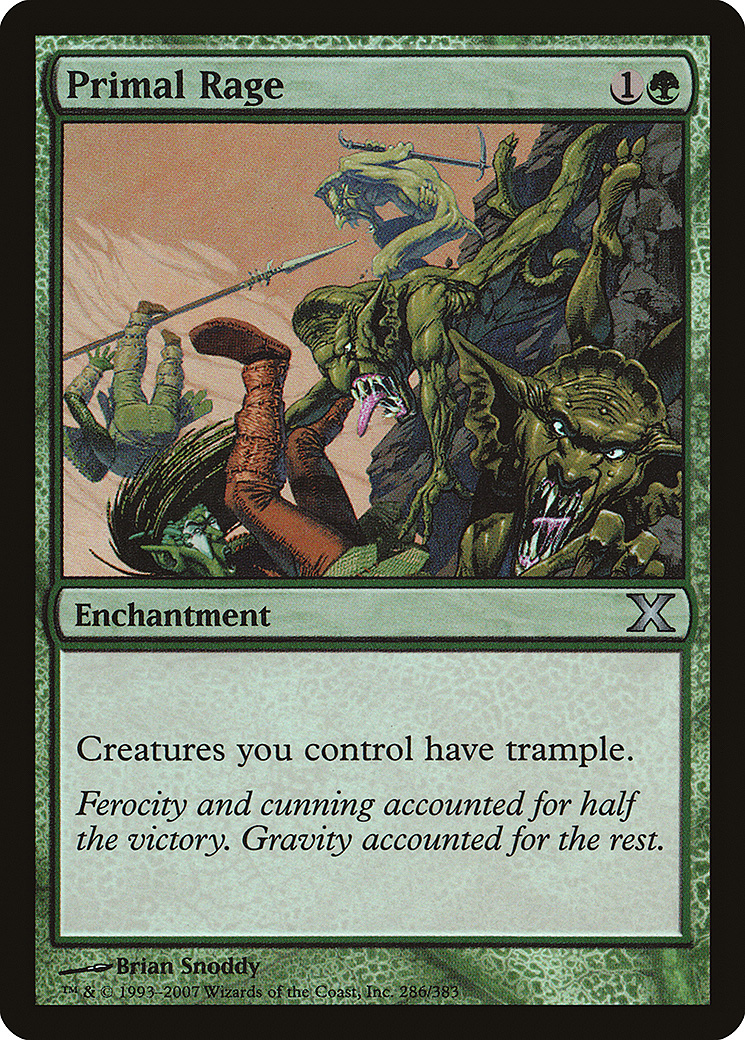 Primal Rage 1
Enchantment X
Creatures you control have trample.
Ferocity and cunning accounted for half
the victory. Gravity accounted for the rest.
Brian Snoddy
™ & © 1993–2007 Wizards of the Coast, Inc. 286/383